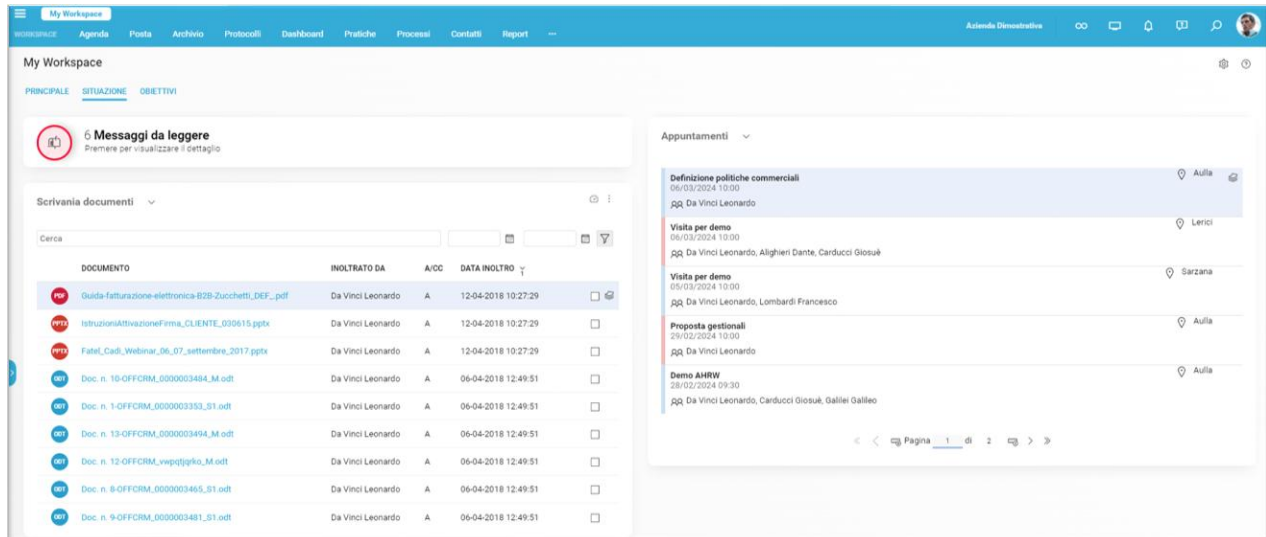 My Workspace
WORKSPACE Agenda Posta Archivio Protocolli Dashboard Pratiche Processi Contatti Report ... Azienda Dimostrativa
My Workspace
PRINCIPALE SITUAZIONE OBIETTIVI
6 Messaggi da leggere
Premere per visualizzare il dettaglio
Scrivania documenti
Cerca
DOCUMENTO INOLTRATO DA A/CC DATA INOLTRO 1
PDF Guida-fatturazione-elettronica-B2B-Zucchetti_DEF_.pdf Da Vinci Leonardo A 12-04-2018 10:27:29
PPTX IstruzioniAttivazioneFirma_CLIENTE_030615.pptx Da Vinci Leonardo A 12-04-2018 10:27:29
PPTX Fatel_Cadi_Webinar_06_07_settembre_2017.pptx Da Vinci Leonardo A 12-04-2018 10:27:29
ODT Doc. n. 10-OFFCRM_0000003484_M.odt Da Vinci Leonardo A 06-04-2018 12:49:51
ODT Doc. n. 1-OFFCRM_0000003353_S1.odt Da Vinci Leonardo A 06-04-2018 12:49:51
ODT Doc. n. 13-OFFCRM_0000003494_M.odt Da Vinci Leonardo A 06-04-2018 12:49:51
ODT Doc. n. 12-OFFCRM_vwpqtjqrko_M.odt Da Vinci Leonardo A 06-04-2018 12:49:51
ODT Doc. n. 8-OFFCRM_0000003465_S1.odt Da Vinci Leonardo A 06-04-2018 12:49:51
ODT Doc. n. 9-OFFCRM_0000003481_S1.odt Da Vinci Leonardo A 06-04-2018 12:49:51
Appuntamenti
Definizione politiche commerciali Aulla
06/03/2024 10:00
Da Vinci Leonardo
Visita per demo Lerici
06/03/2024 10:00
Da Vinci Leonardo, Alighieri Dante, Carducci Giosuè
Visita per demo Sarzana
05/03/2024 10:00
Da Vinci Leonardo, Lombardi Francesco
Proposta gestionali Aulla
29/02/2024 10:00
Da Vinci Leonardo
Demo AHRW Aulla
28/02/2024 09:30
Da Vinci Leonardo, Carducci Giosuè, Galilei Galileo
Pagina 1 di 2